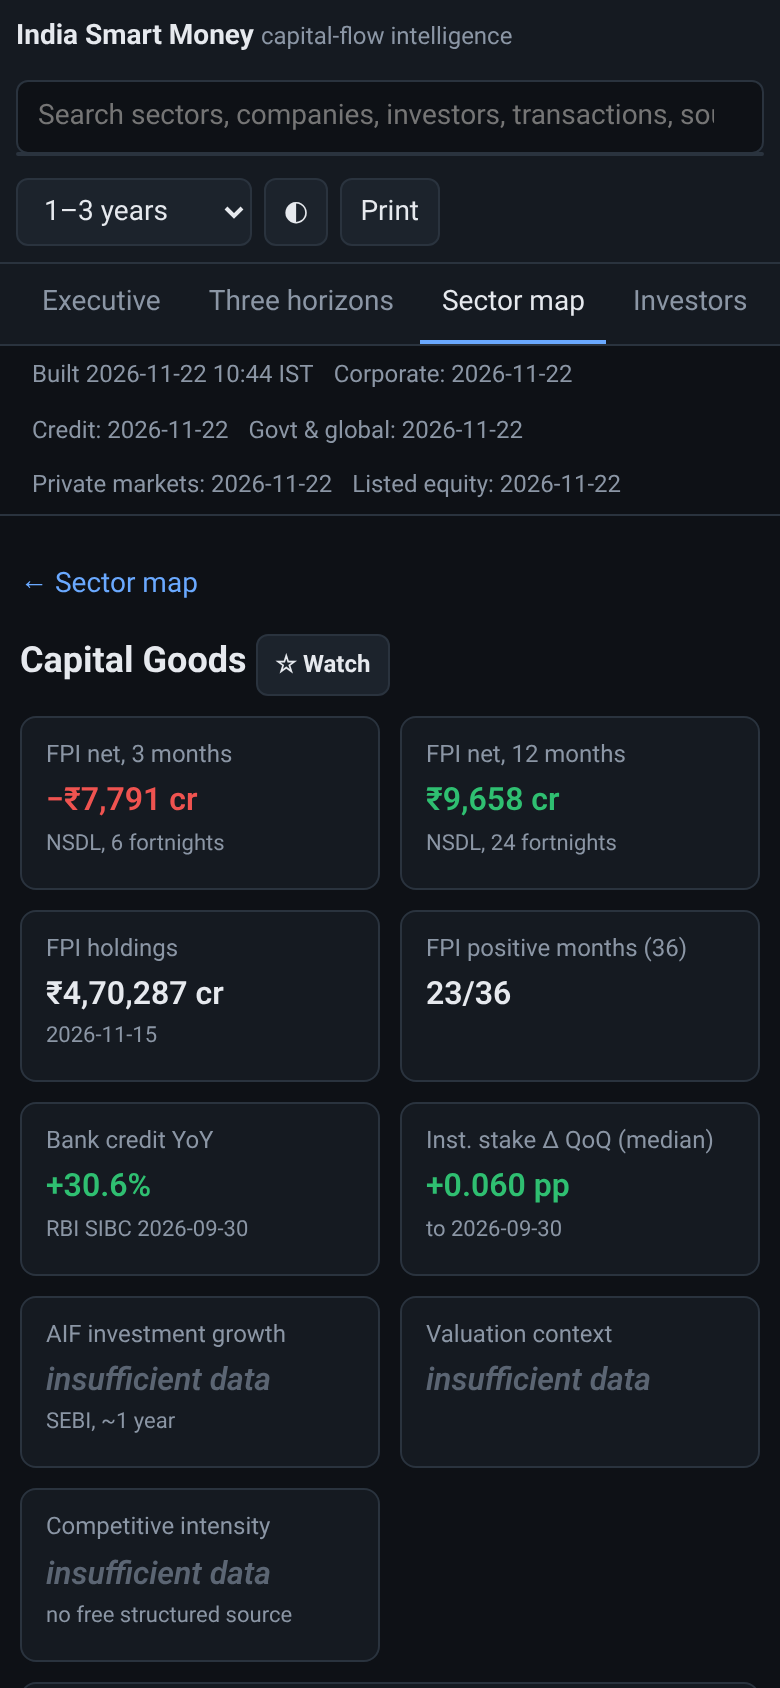 India Smart Money capital-flow intelligence
Search sectors, companies, investors, transactions,
1–3 years
Print
Executive Three horizons Sector map Investors
Built 2026-11-22 10:44 IST Corporate: 2026-11-22
Credit: 2026-11-22 Govt & global: 2026-11-22
Private markets: 2026-11-22 Listed equity: 2026-11-22
← Sector map
Capital Goods ☆ Watch
FPI net, 3 months
−₹7,791 cr
NSDL, 6 fortnights
FPI net, 12 months
₹9,658 cr
NSDL, 24 fortnights
FPI holdings
₹4,70,287 cr
2026-11-15
FPI positive months (36)
23/36
Bank credit YoY
+30.6%
RBI SIBC 2026-09-30
Inst. stake Δ QoQ (median)
+0.060 pp
to 2026-09-30
AIF investment growth
insufficient data
SEBI, ~1 year
Valuation context
insufficient data
Competitive intensity
insufficient data
no free structured source